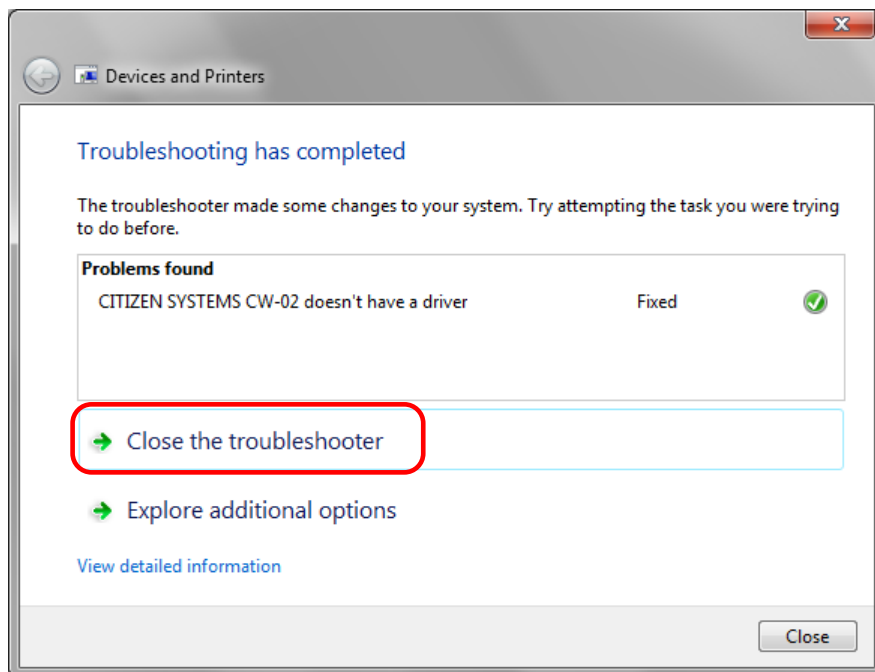 Devices and Printers
Troubleshooting has completed
The troubleshooter made some changes to your system. Try attempting the task you were trying
to do before.
Problems found
CITIZEN SYSTEMS CW-02 doesn't have a driver Fixed
Close the troubleshooter
Explore additional options
View detailed information
Close